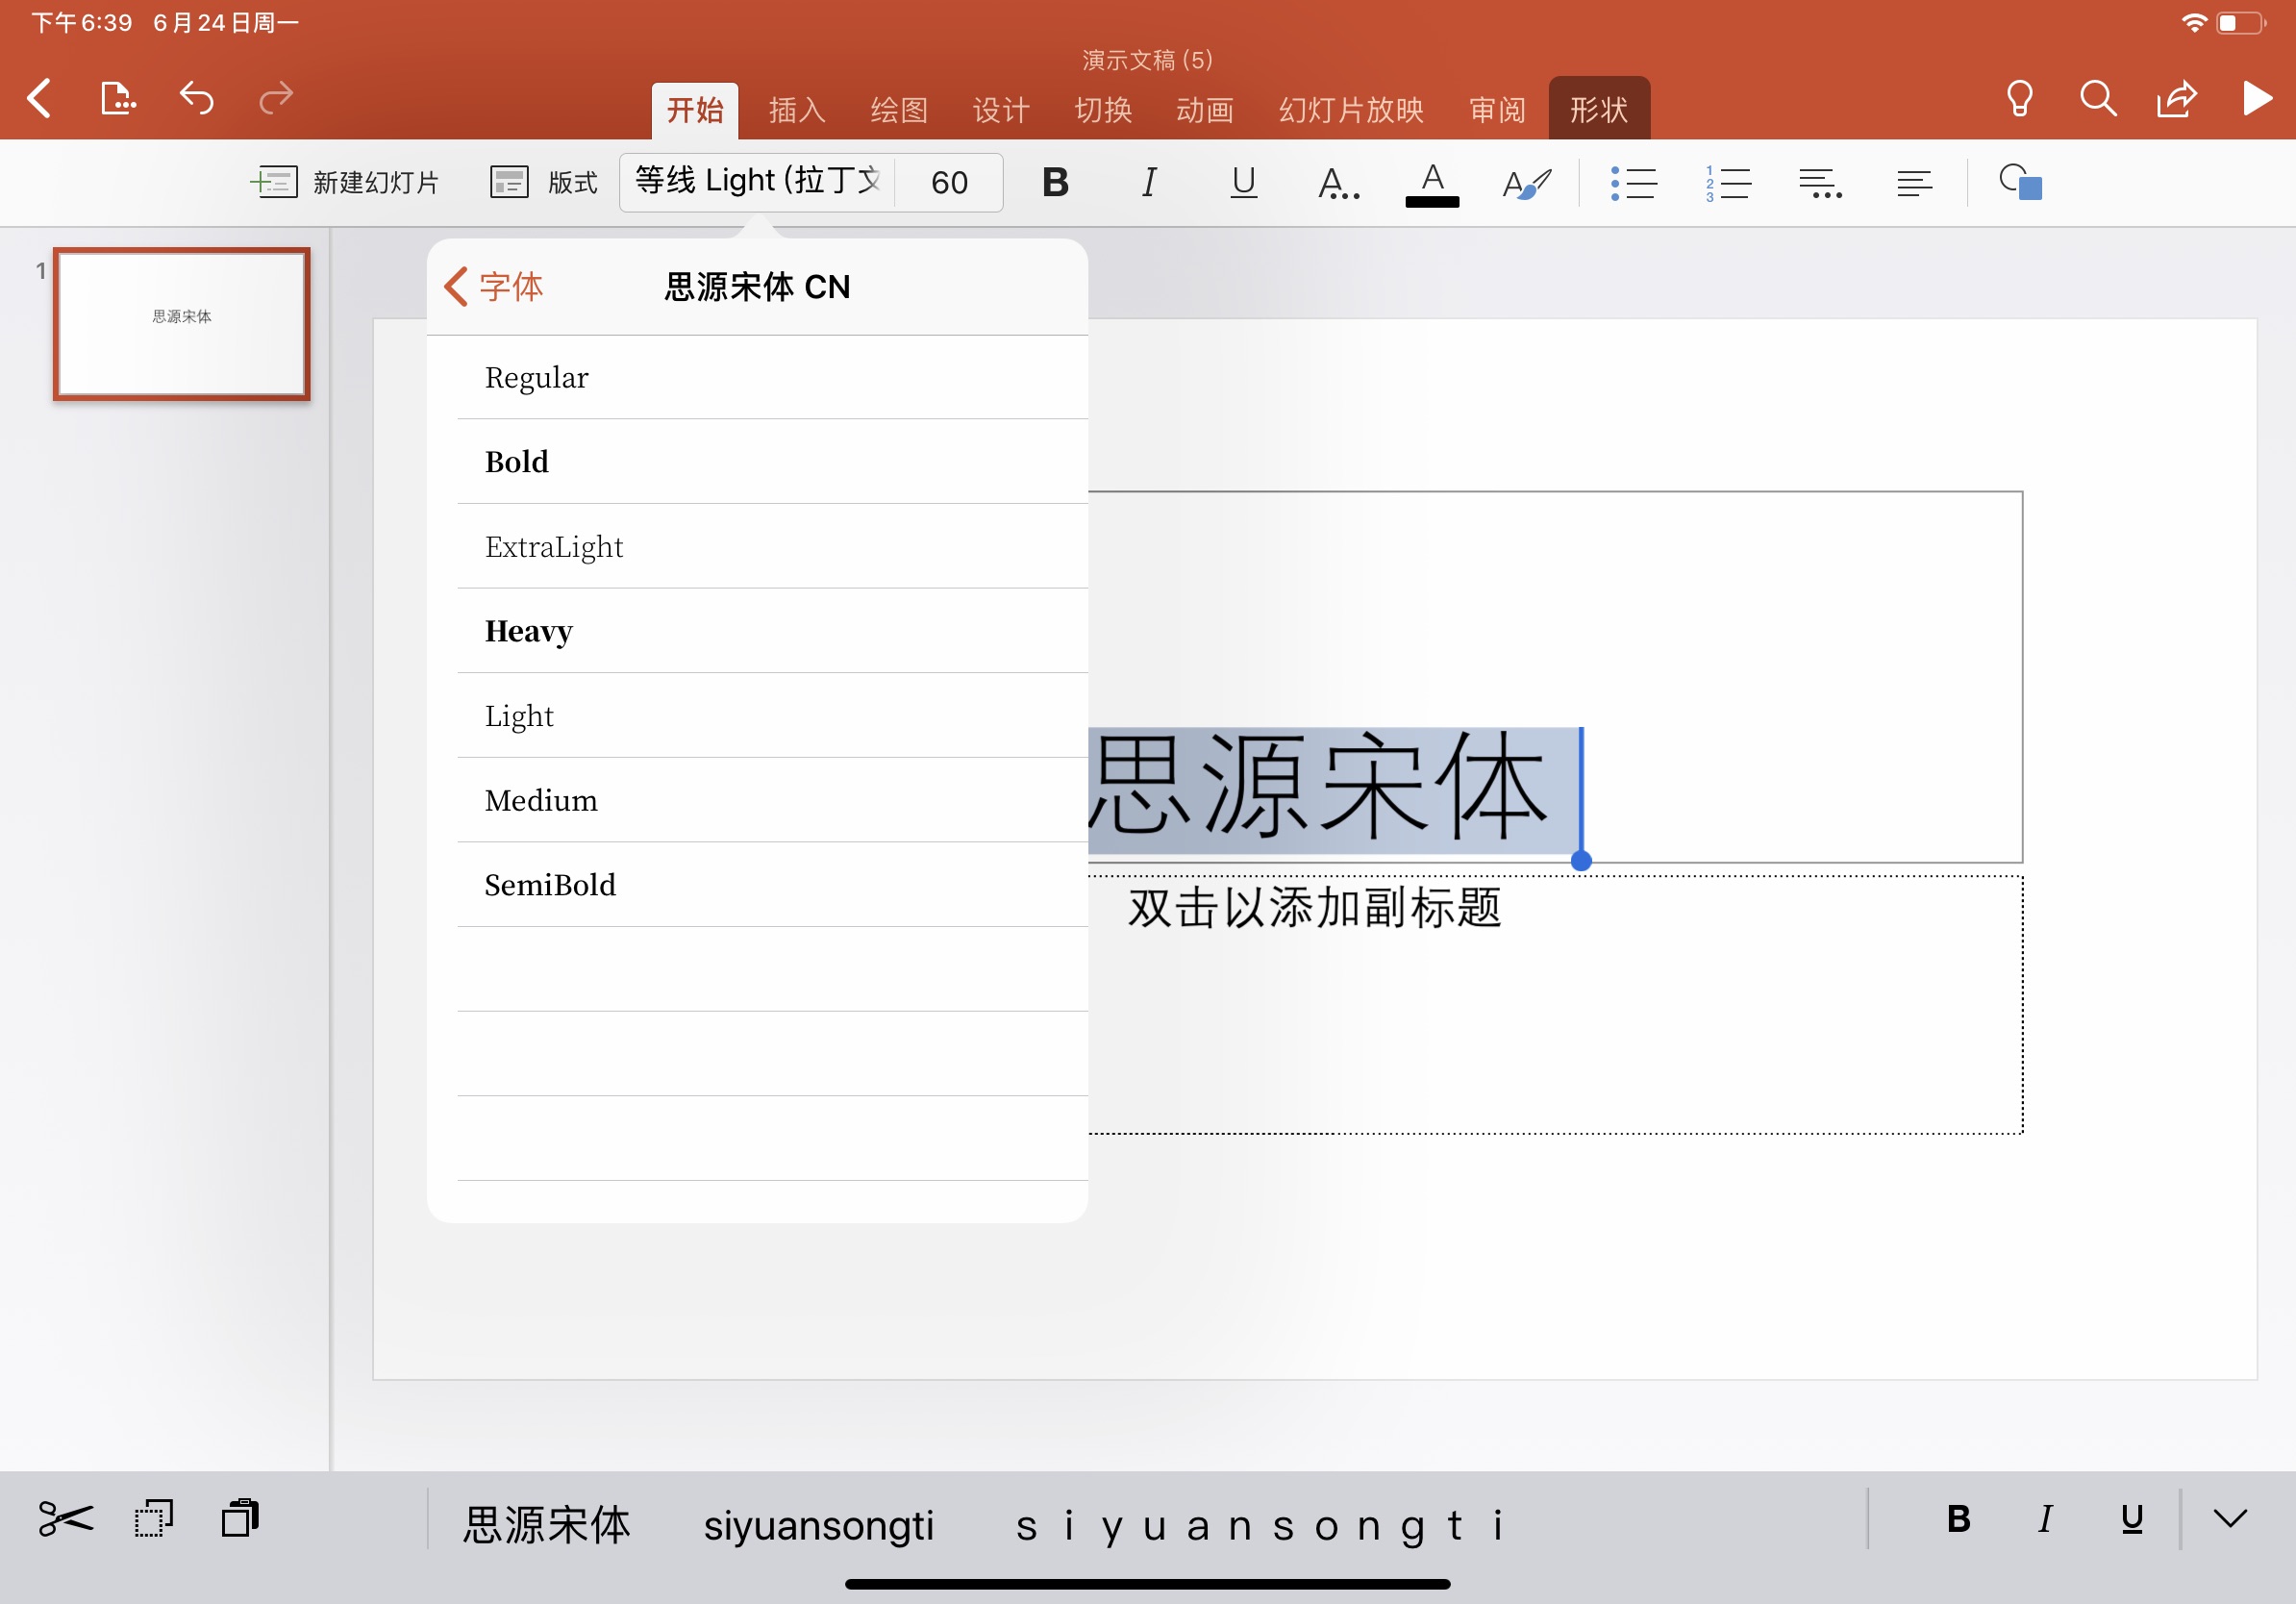 下午6:39 6月24日周一
演示文稿 (5)
开始 插入 绘图 设计 切换 动画 幻灯片放映 审阅 形状
新建幻灯片 版式 等线 Light (拉丁文 60 B I U A A A 1 2 3
1
思源宋体
字体 思源宋体 CN
Regular
Bold
ExtraLight
Heavy
Light
Medium
SemiBold
思源宋体
双击以添加副标题
思源宋体 siyuansongti s i y u a n s o n g t i B I U